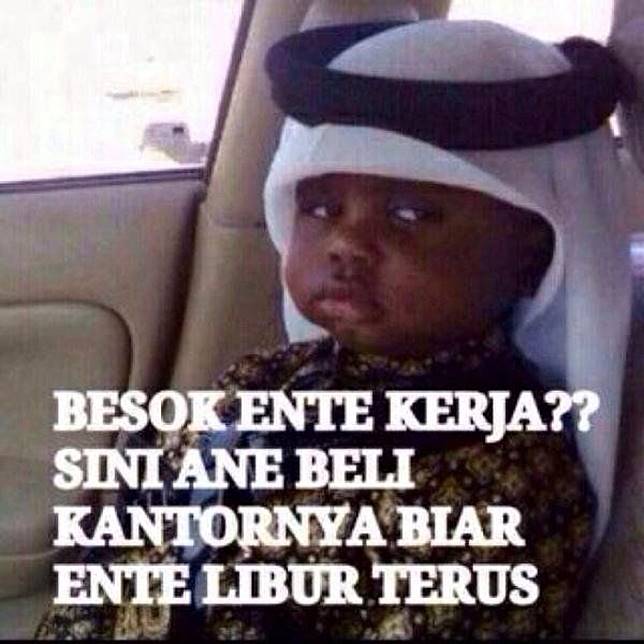 BESOK ENTE KERJA??
SINI ANE BELI
KANTORNYA BIAR
ENTE LIBUR TERUS